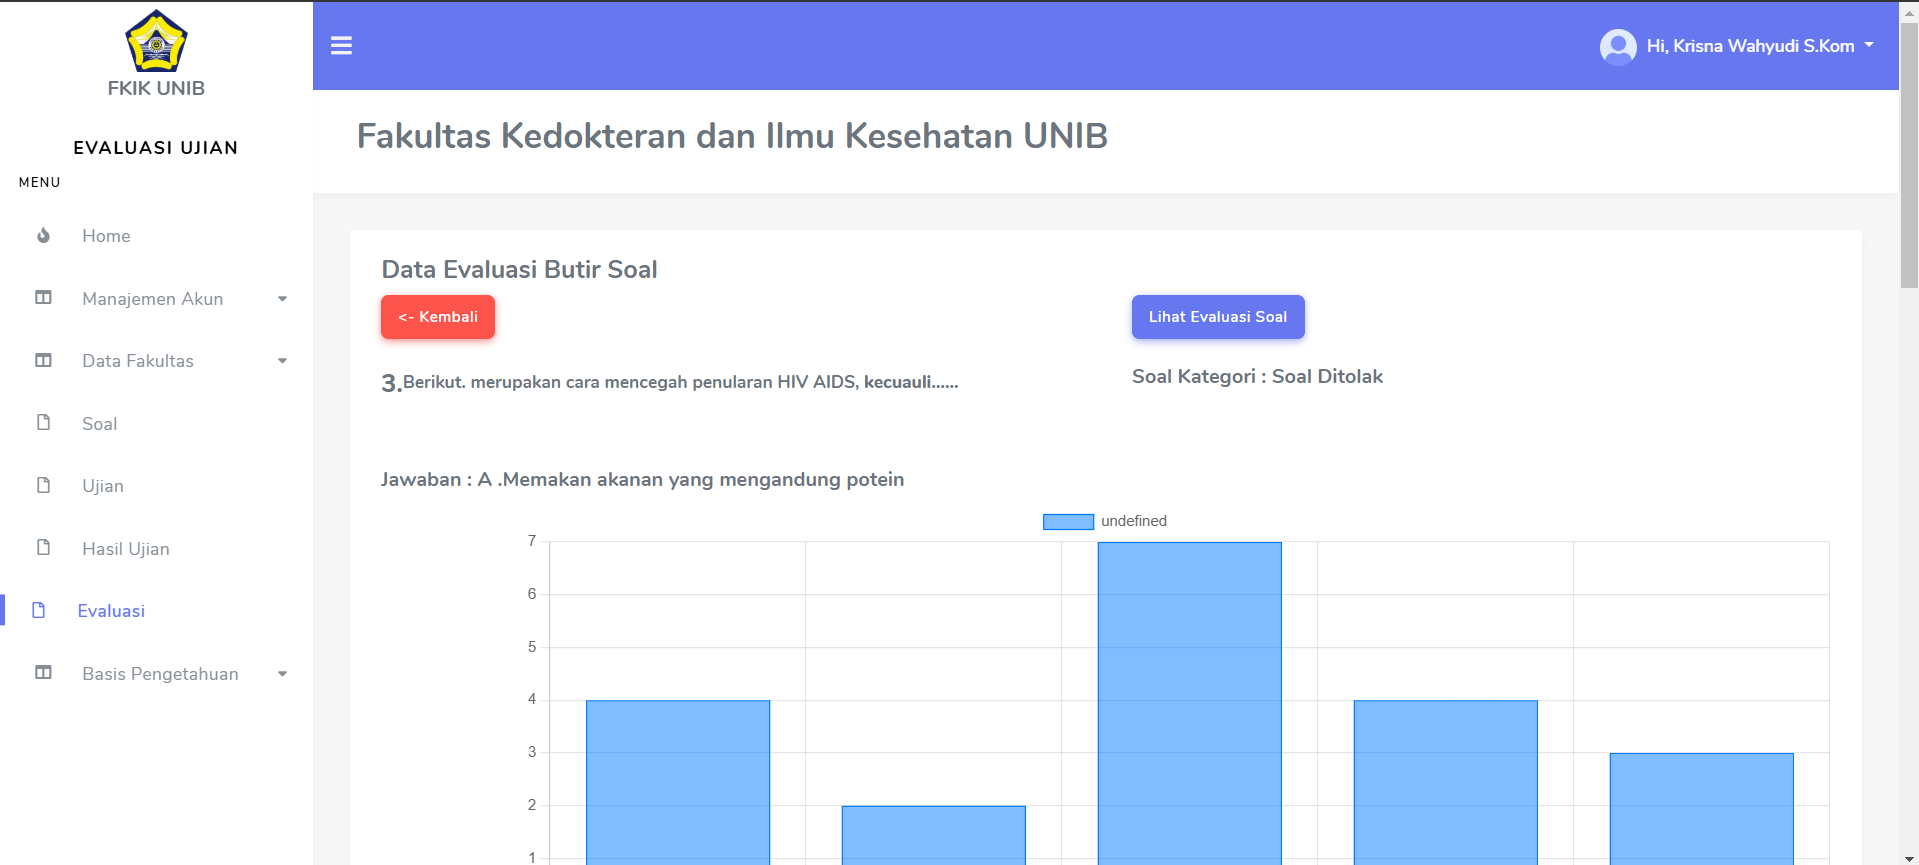 FKIK UNIB
EVALUASI UJIAN
MENU
Home
Manajemen Akun
Data Fakultas
Soal
Ujian
Hasil Ujian
Evaluasi
Basis Pengetahuan
Hi, Krisna Wahyudi S.Kom
Fakultas Kedokteran dan Ilmu Kesehatan UNIB
Data Evaluasi Butir Soal
<- Kembali
Lihat Evaluasi Soal
3.Berikut. merupakan cara mencegah penularan HIV AIDS, kecuauli......
Soal Kategori : Soal Ditolak
Jawaban : A .Memakan akanan yang mengandung potein
undefined
7
6
5
4
3
2
1